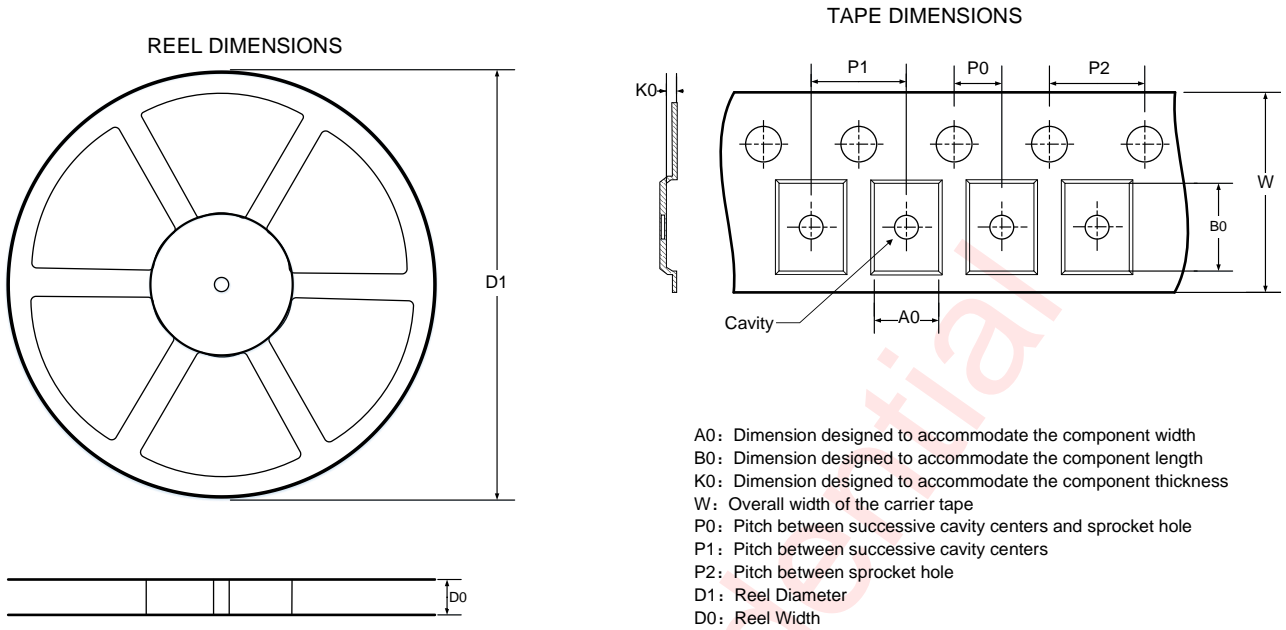 TAPE DIMENSIONS
REEL DIMENSIONS
P1
P0
P2
K0
W
B0
D1
Cavity
A0
A0: Dimension designed to accommodate the component width
B0: Dimension designed to accommodate the component length
K0: Dimension designed to accommodate the component thickness
W: Overall width of the carrier tape
P0: Pitch between successive cavity centers and sprocket hole
P1: Pitch between successive cavity centers
P2: Pitch between sprocket hole
D1: Reel Diameter
D0: Reel Width
D0
dential